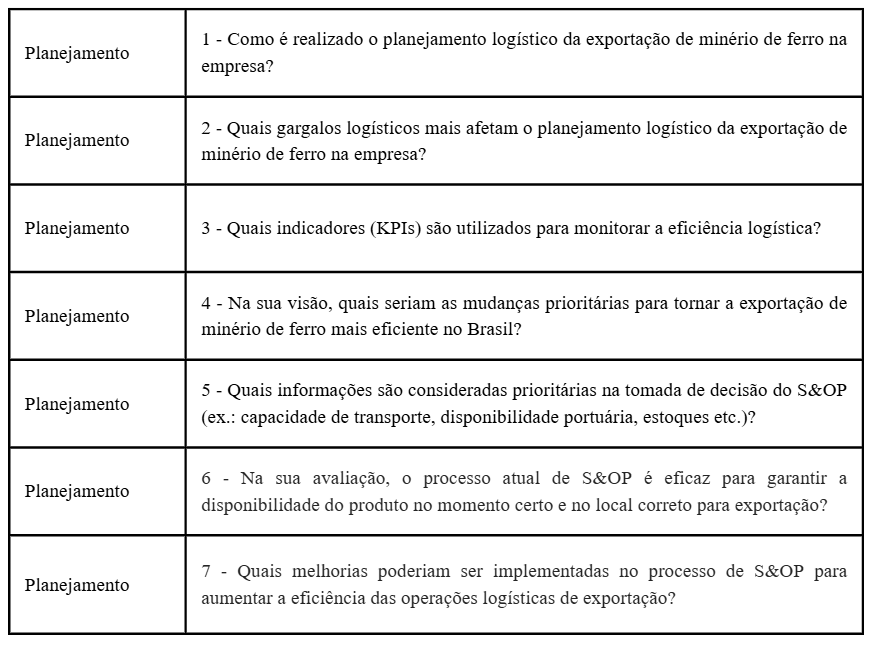 Planejamento
1 - Como é realizado o planejamento logístico da exportação de minério de ferro na
empresa?
Planejamento
2 - Quais gargalos logísticos mais afetam o planejamento logístico da exportação de
minério de ferro na empresa?
Planejamento
3 - Quais indicadores (KPIs) são utilizados para monitorar a eficiência logística?
Planejamento
4 - Na sua visão, quais seriam as mudanças prioritárias para tornar a exportação de
minério de ferro mais eficiente no Brasil?
Planejamento
5 - Quais informações são consideradas prioritárias na tomada de decisão do S&OP
(ex.: capacidade de transporte, disponibilidade portuária, estoques etc.)?
Planejamento
6 - Na sua avaliação, o processo atual de S&OP é eficaz para garantir a
disponibilidade do produto no momento certo e no local correto para exportação?
Planejamento
7 - Quais melhorias poderiam ser implementadas no processo de S&OP para
aumentar a eficiência das operações logísticas de exportação?